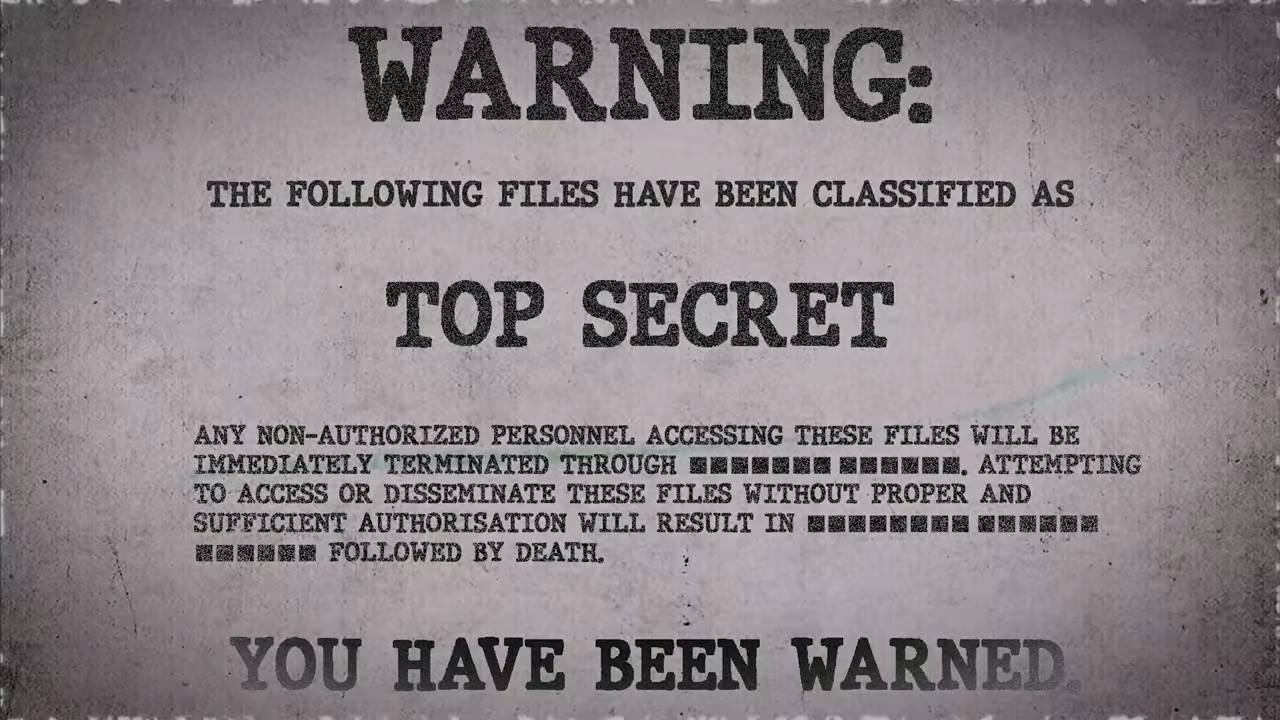 WARNING:
THE FOLLOWING FILES HAVE BEEN CLASSIFIED AS
TOP SECRET
ANY NON-AUTHORIZED PERSONNEL ACCESSING THESE FILES WILL BE
IMMEDIATELY TERMINATED THROUGH ■■■■■■■ ■■■■■■. ATTEMPTING
TO ACCESS OR DISSEMINATE THESE FILES WITHOUT PROPER AND
SUFFICIENT AUTHORISATION WILL RESULT IN ■■■■■■■■ ■■■■■■
■■■■■■ FOLLOWED BY DEATH.
YOU HAVE BEEN WARNED.